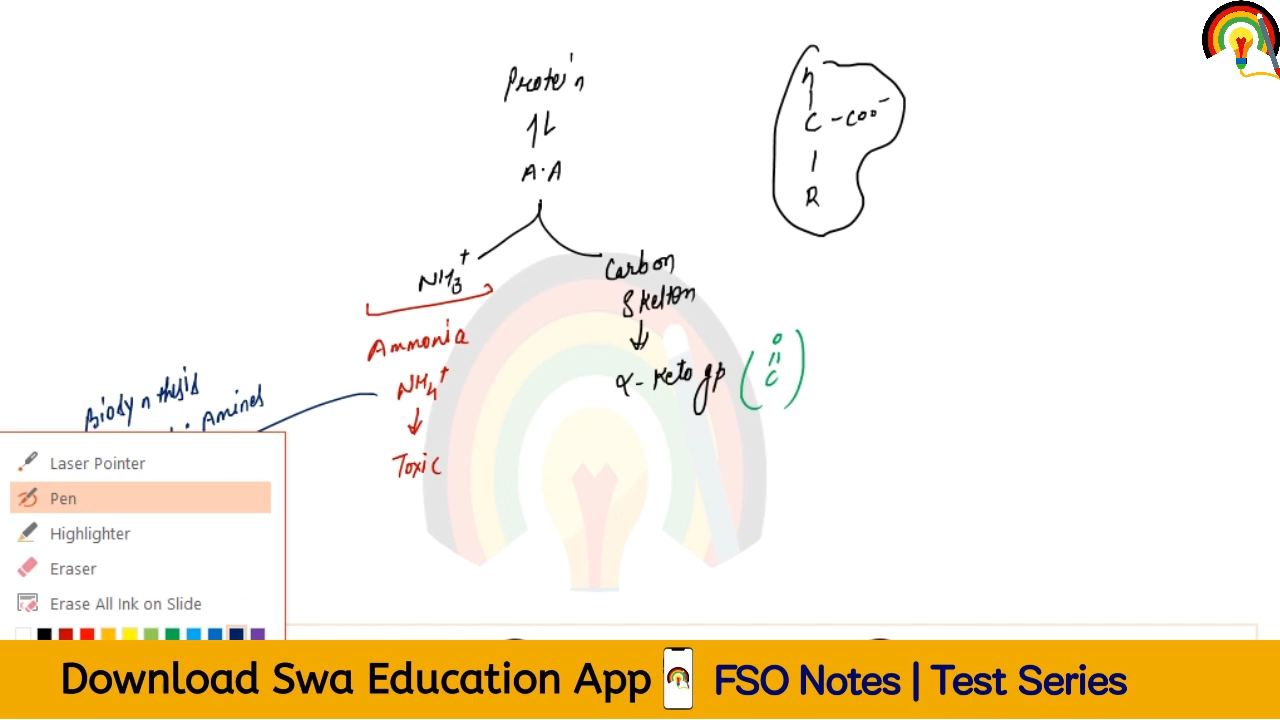 Protein
⇌
A·A
NH3+
Carbon
Skelton
↓
α-Keto gp ( O
=
C )
Ammonia
NH4+
↓
Toxic
H
|
C - COO-
|
R
Biosynthesis
Amines
Laser Pointer
Pen
Highlighter
Eraser
Erase All Ink on Slide
Download Swa Education App FSO Notes | Test Series